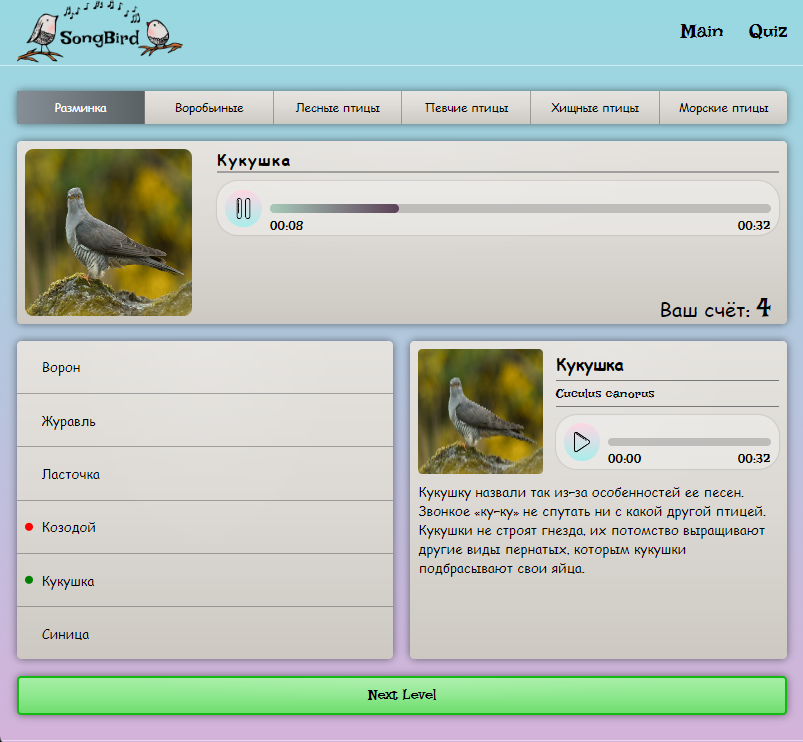 SongBird
Main
Quiz
Разминка
Воробьиные
Лесные птицы
Певчие птицы
Хищные птицы
Морские птицы
Кукушка
00:08
00:32
Ваш счёт: 4
Ворон
Журавль
Ласточка
Козодой
Кукушка
Синица
Кукушка
Cuculus canorus
00:00
00:32
Кукушку назвали так из-за особенностей ее песен.
Звонкое «ку-ку» не спутать ни с какой другой птицей.
Кукушки не строят гнезда, их потомство выращивают
другие виды пернатых, которым кукушки
подбрасывают свои яйца.
Next Level